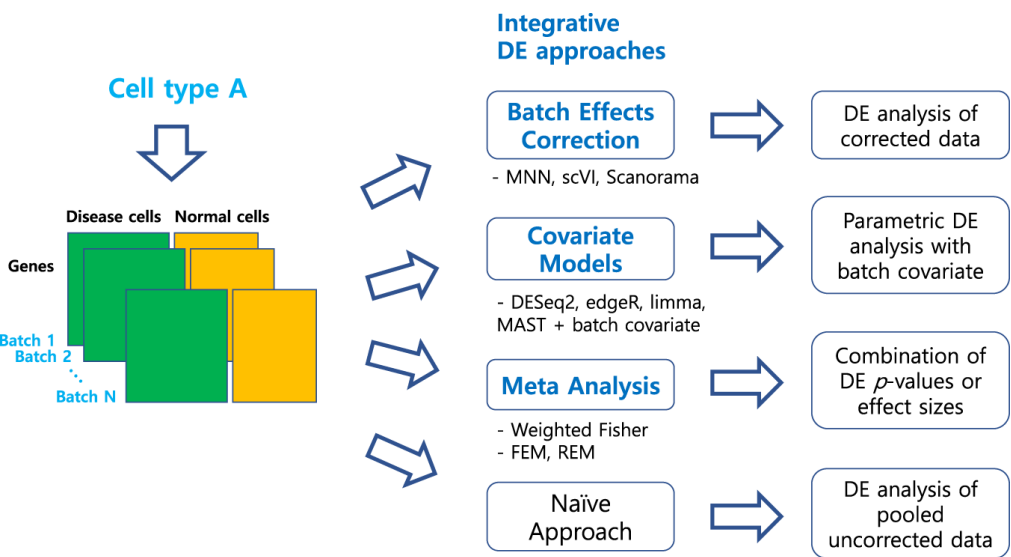 Integrative
DE approaches
Cell type A
Batch Effects
Correction
DE analysis of
corrected data
- MNN, scVI, Scanorama
Disease cells Normal cells
Genes
Covariate
Models
Parametric DE
analysis with
batch covariate
- DESeq2, edgeR, limma,
MAST + batch covariate
Batch 1
Batch 2
Batch N
Meta Analysis
Combination of
DE p-values or
effect sizes
- Weighted Fisher
- FEM, REM
Naïve
Approach
DE analysis of
pooled
uncorrected data